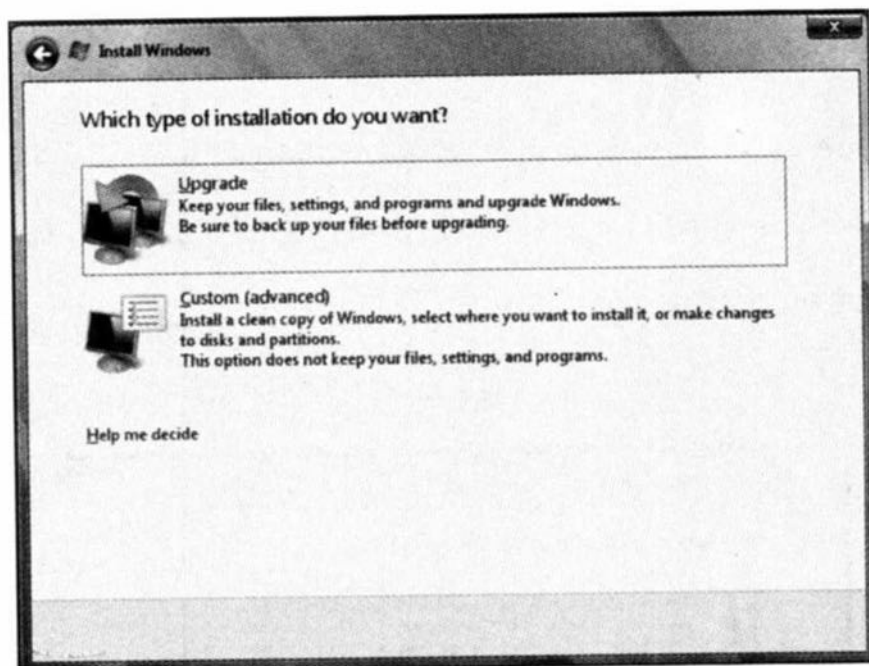 Install Windows
Which type of installation do you want?
Upgrade
Keep your files, settings, and programs and upgrade Windows.
Be sure to back up your files before upgrading.
Custom (advanced)
Install a clean copy of Windows, select where you want to install it, or make changes
to disks and partitions.
This option does not keep your files, settings, and programs.
Help me decide